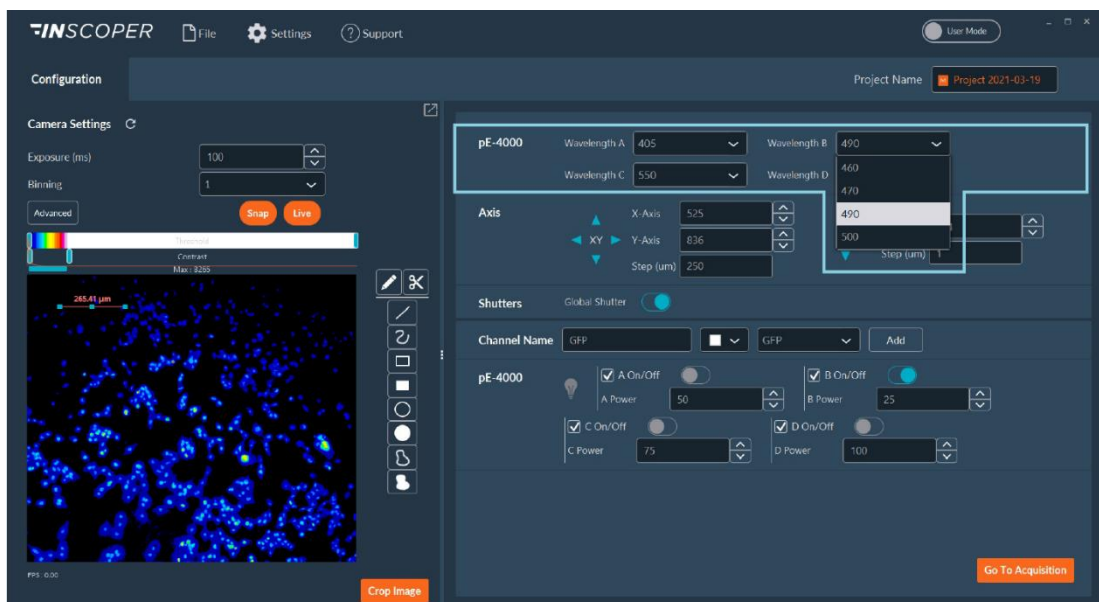 INSCOPER File Settings Support User Mode
Configuration Project Name Project 2021-03-19
Camera Settings
Exposure (ms) 100
Binning 1
Advanced Snap Live
Threshold
Contrast
Max : 8265
265.41 µm
FPS : 0.00
Crop Image
pE-4000 Wavelength A 405 Wavelength B 490
Wavelength C 550 Wavelength D
460
470
490
500
Axis X-Axis 525
XY Y-Axis 836
Step (um) 250
Step (um) 1
Shutters Global Shutter
Channel Name GFP GFP Add
pE-4000 A On/Off B On/Off
A Power 50 B Power 25
C On/Off D On/Off
C Power 75 D Power 100
Go To Acquisition